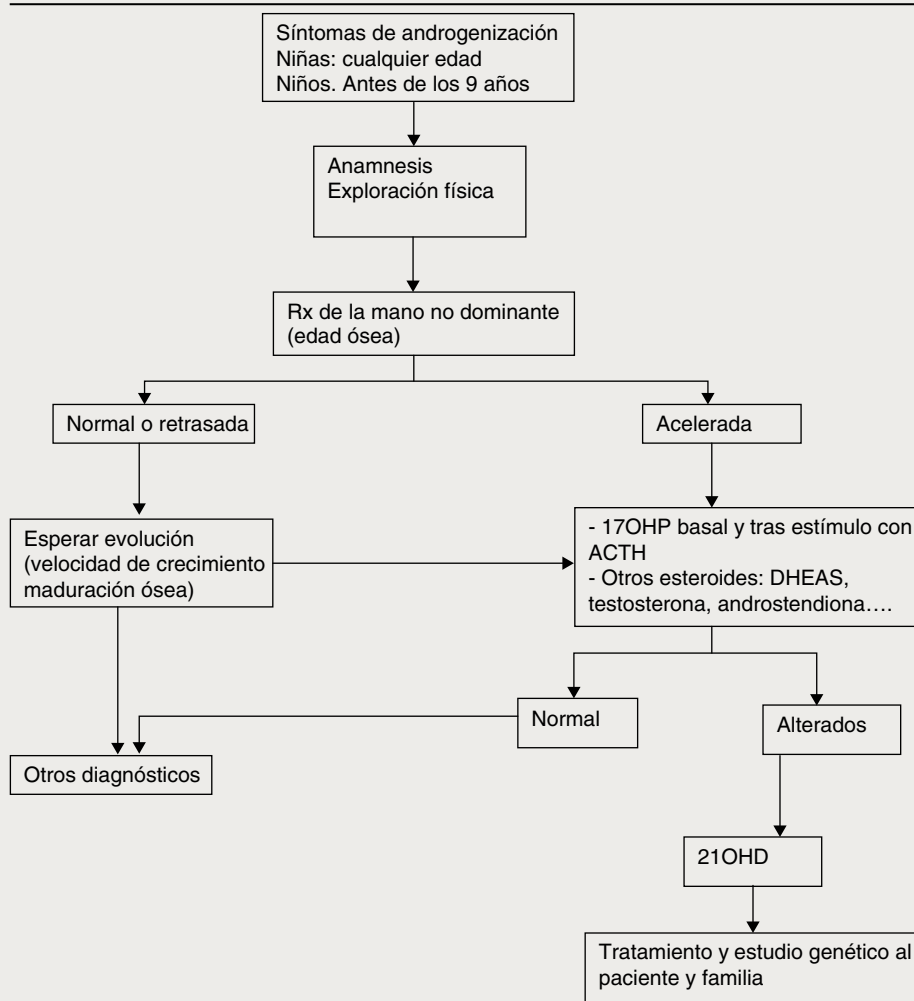 Síntomas de androgenización
Niñas: cualquier edad
Niños. Antes de los 9 años
Anamnesis
Exploración física
Rx de la mano no dominante
(edad ósea)
Normal o retrasada
Acelerada
Esperar evolución
(velocidad de crecimiento
maduración ósea)
- 17OHP basal y tras estímulo con
ACTH
- Otros esteroides: DHEAS,
testosterona, androstendiona....
Normal
Alterados
Otros diagnósticos
21OHD
Tratamiento y estudio genético al
paciente y familia